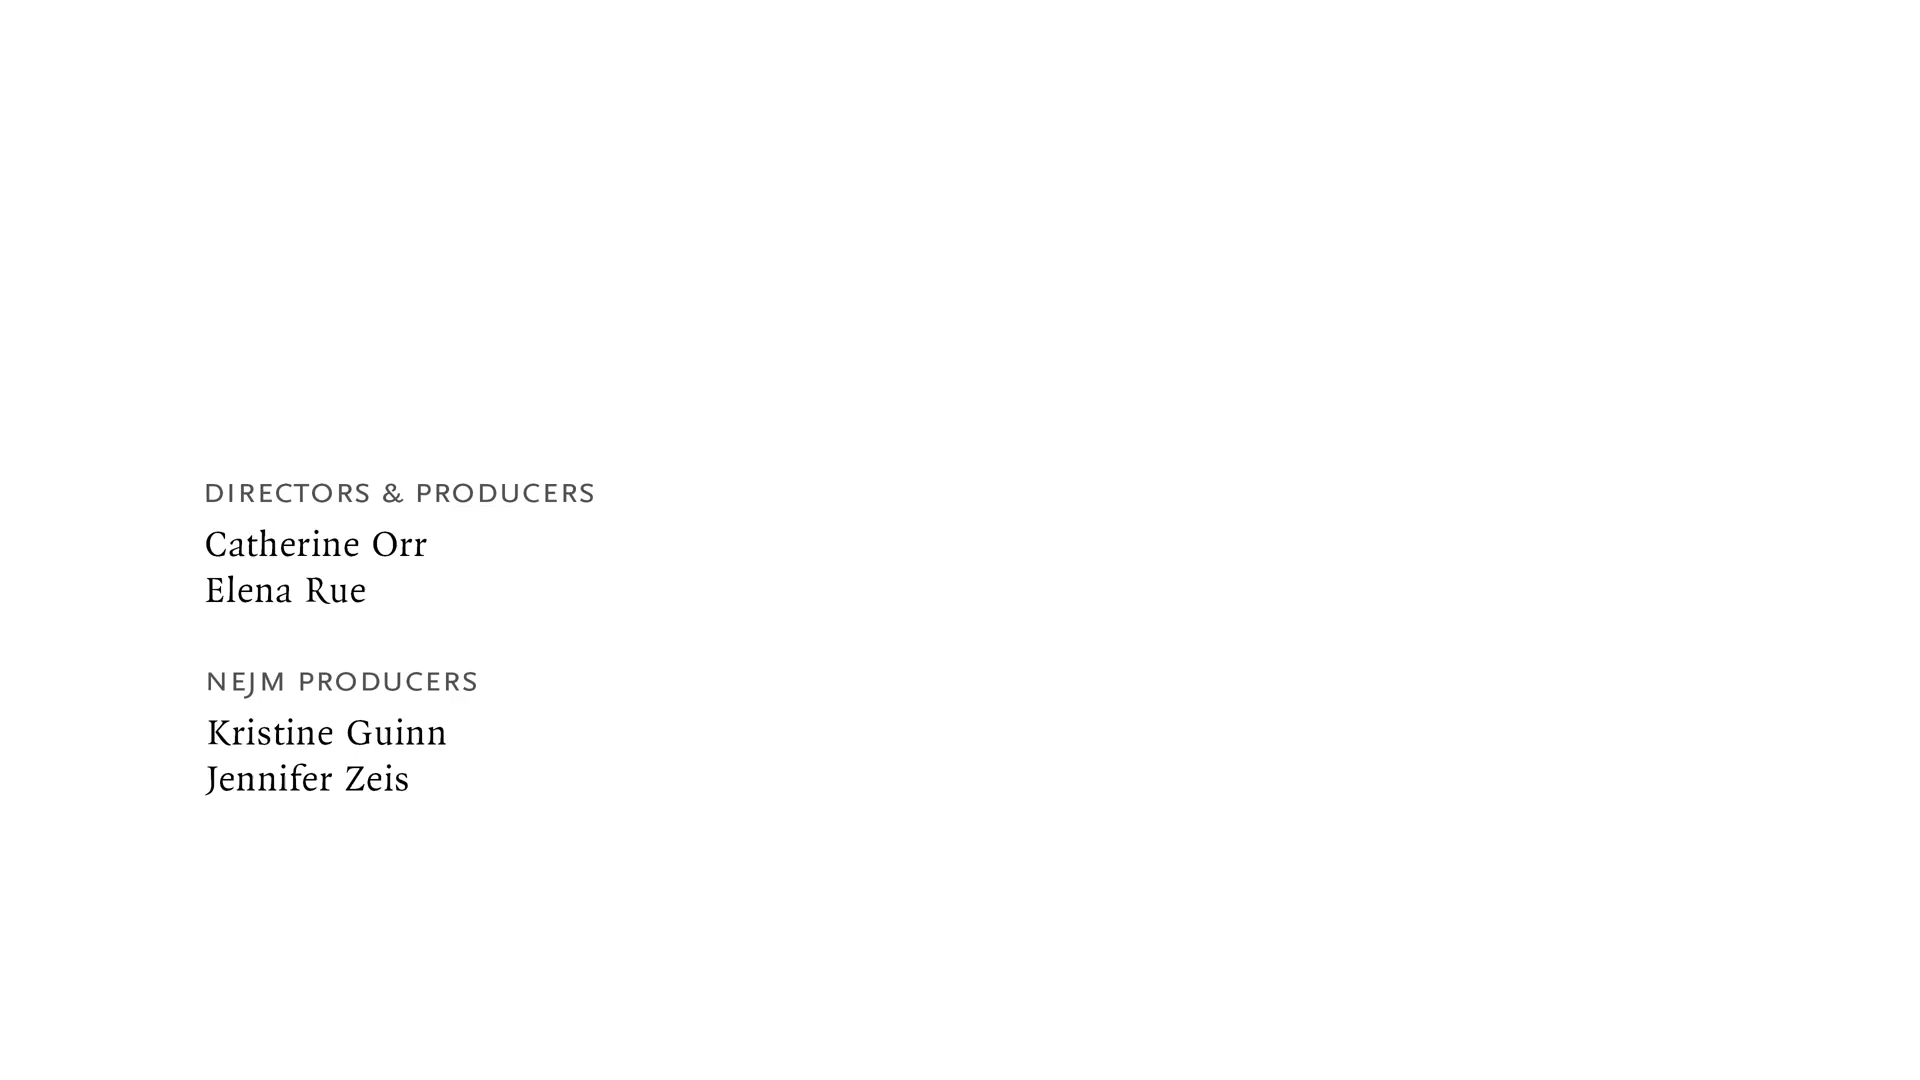 DIRECTORS & PRODUCERS
Catherine Orr
Elena Rue
NEJM PRODUCERS
Kristine Guinn
Jennifer Zeis